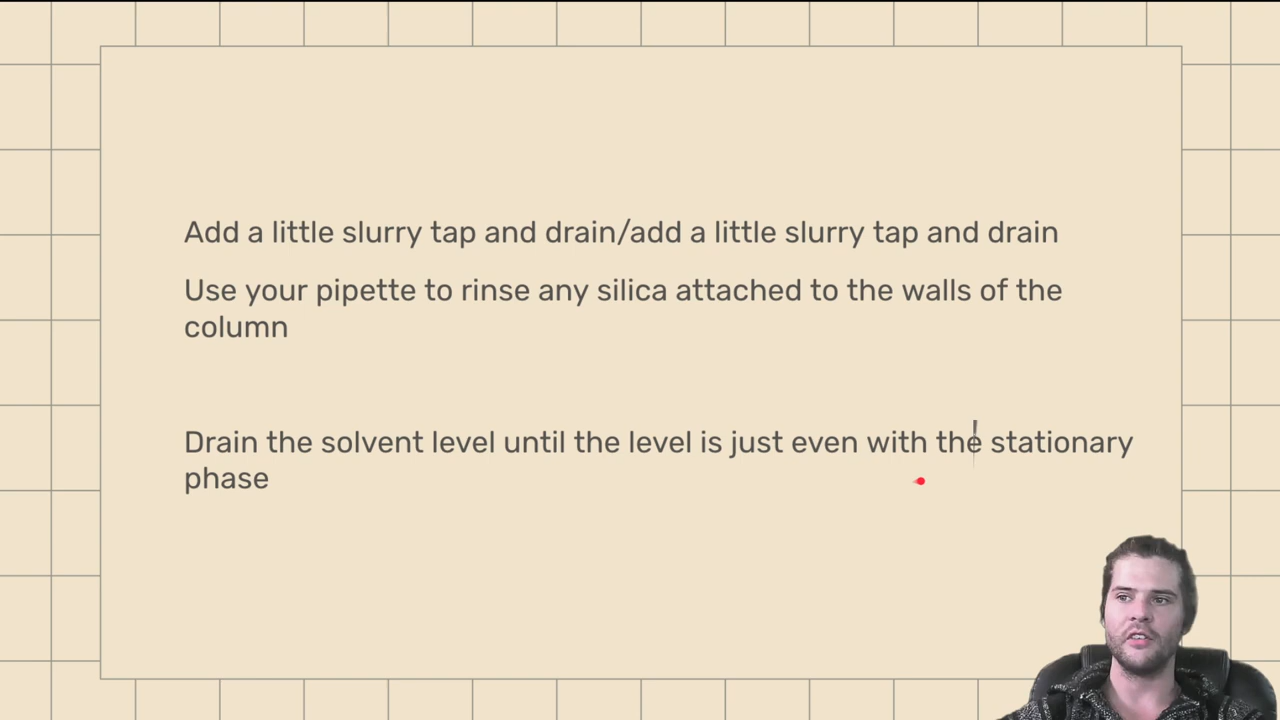 Add a little slurry tap and drain/add a little slurry tap and drain
Use your pipette to rinse any silica attached to the walls of the
column
Drain the solvent level until the level is just even with the stationary
phase